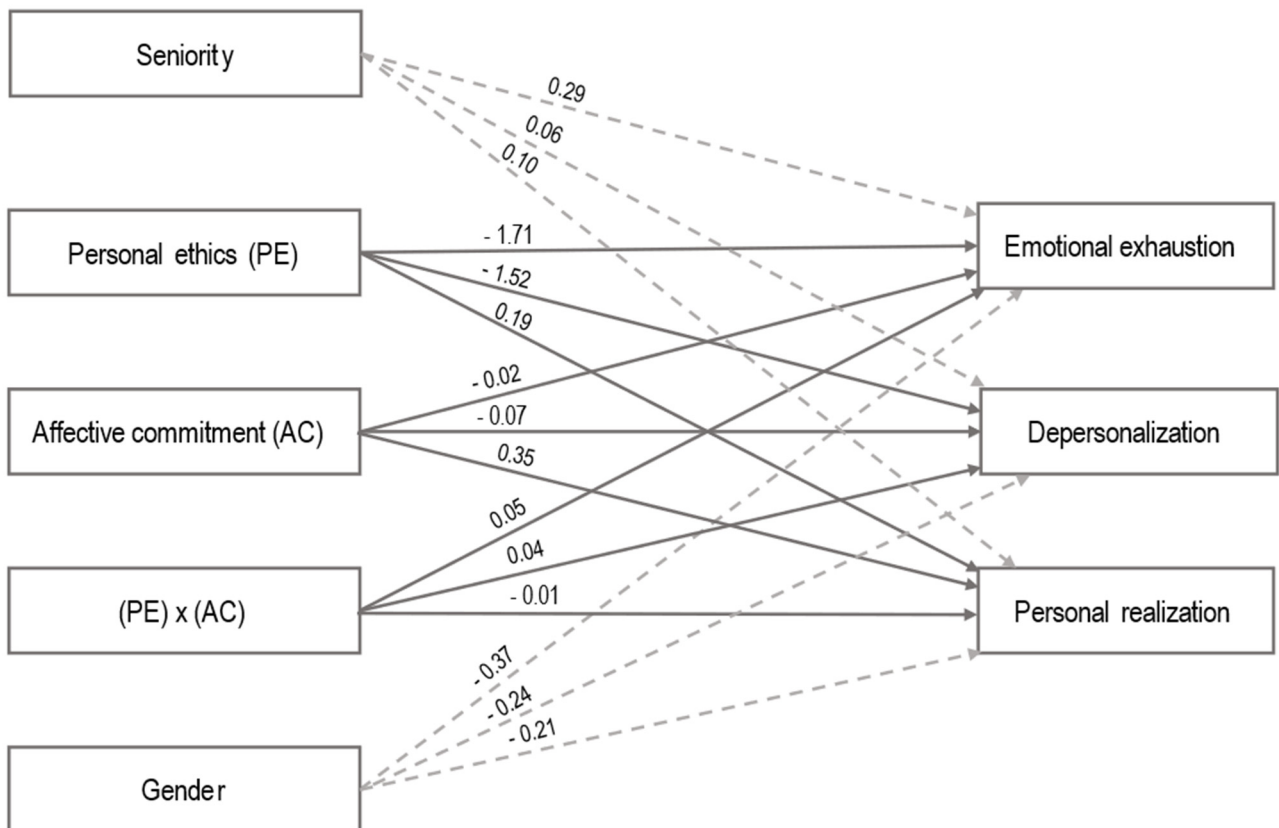 Seniority
0.29
0.06
0.10
Personal ethics (PE)
- 1.71
- 1.52
0.19
Emotional exhaustion
Affective commitment (AC)
- 0.02
- 0.07
0.35
Depersonalization
(PE) x (AC)
0.05
0.04
- 0.01
Personal realization
Gender
- 0.37
- 0.24
- 0.21